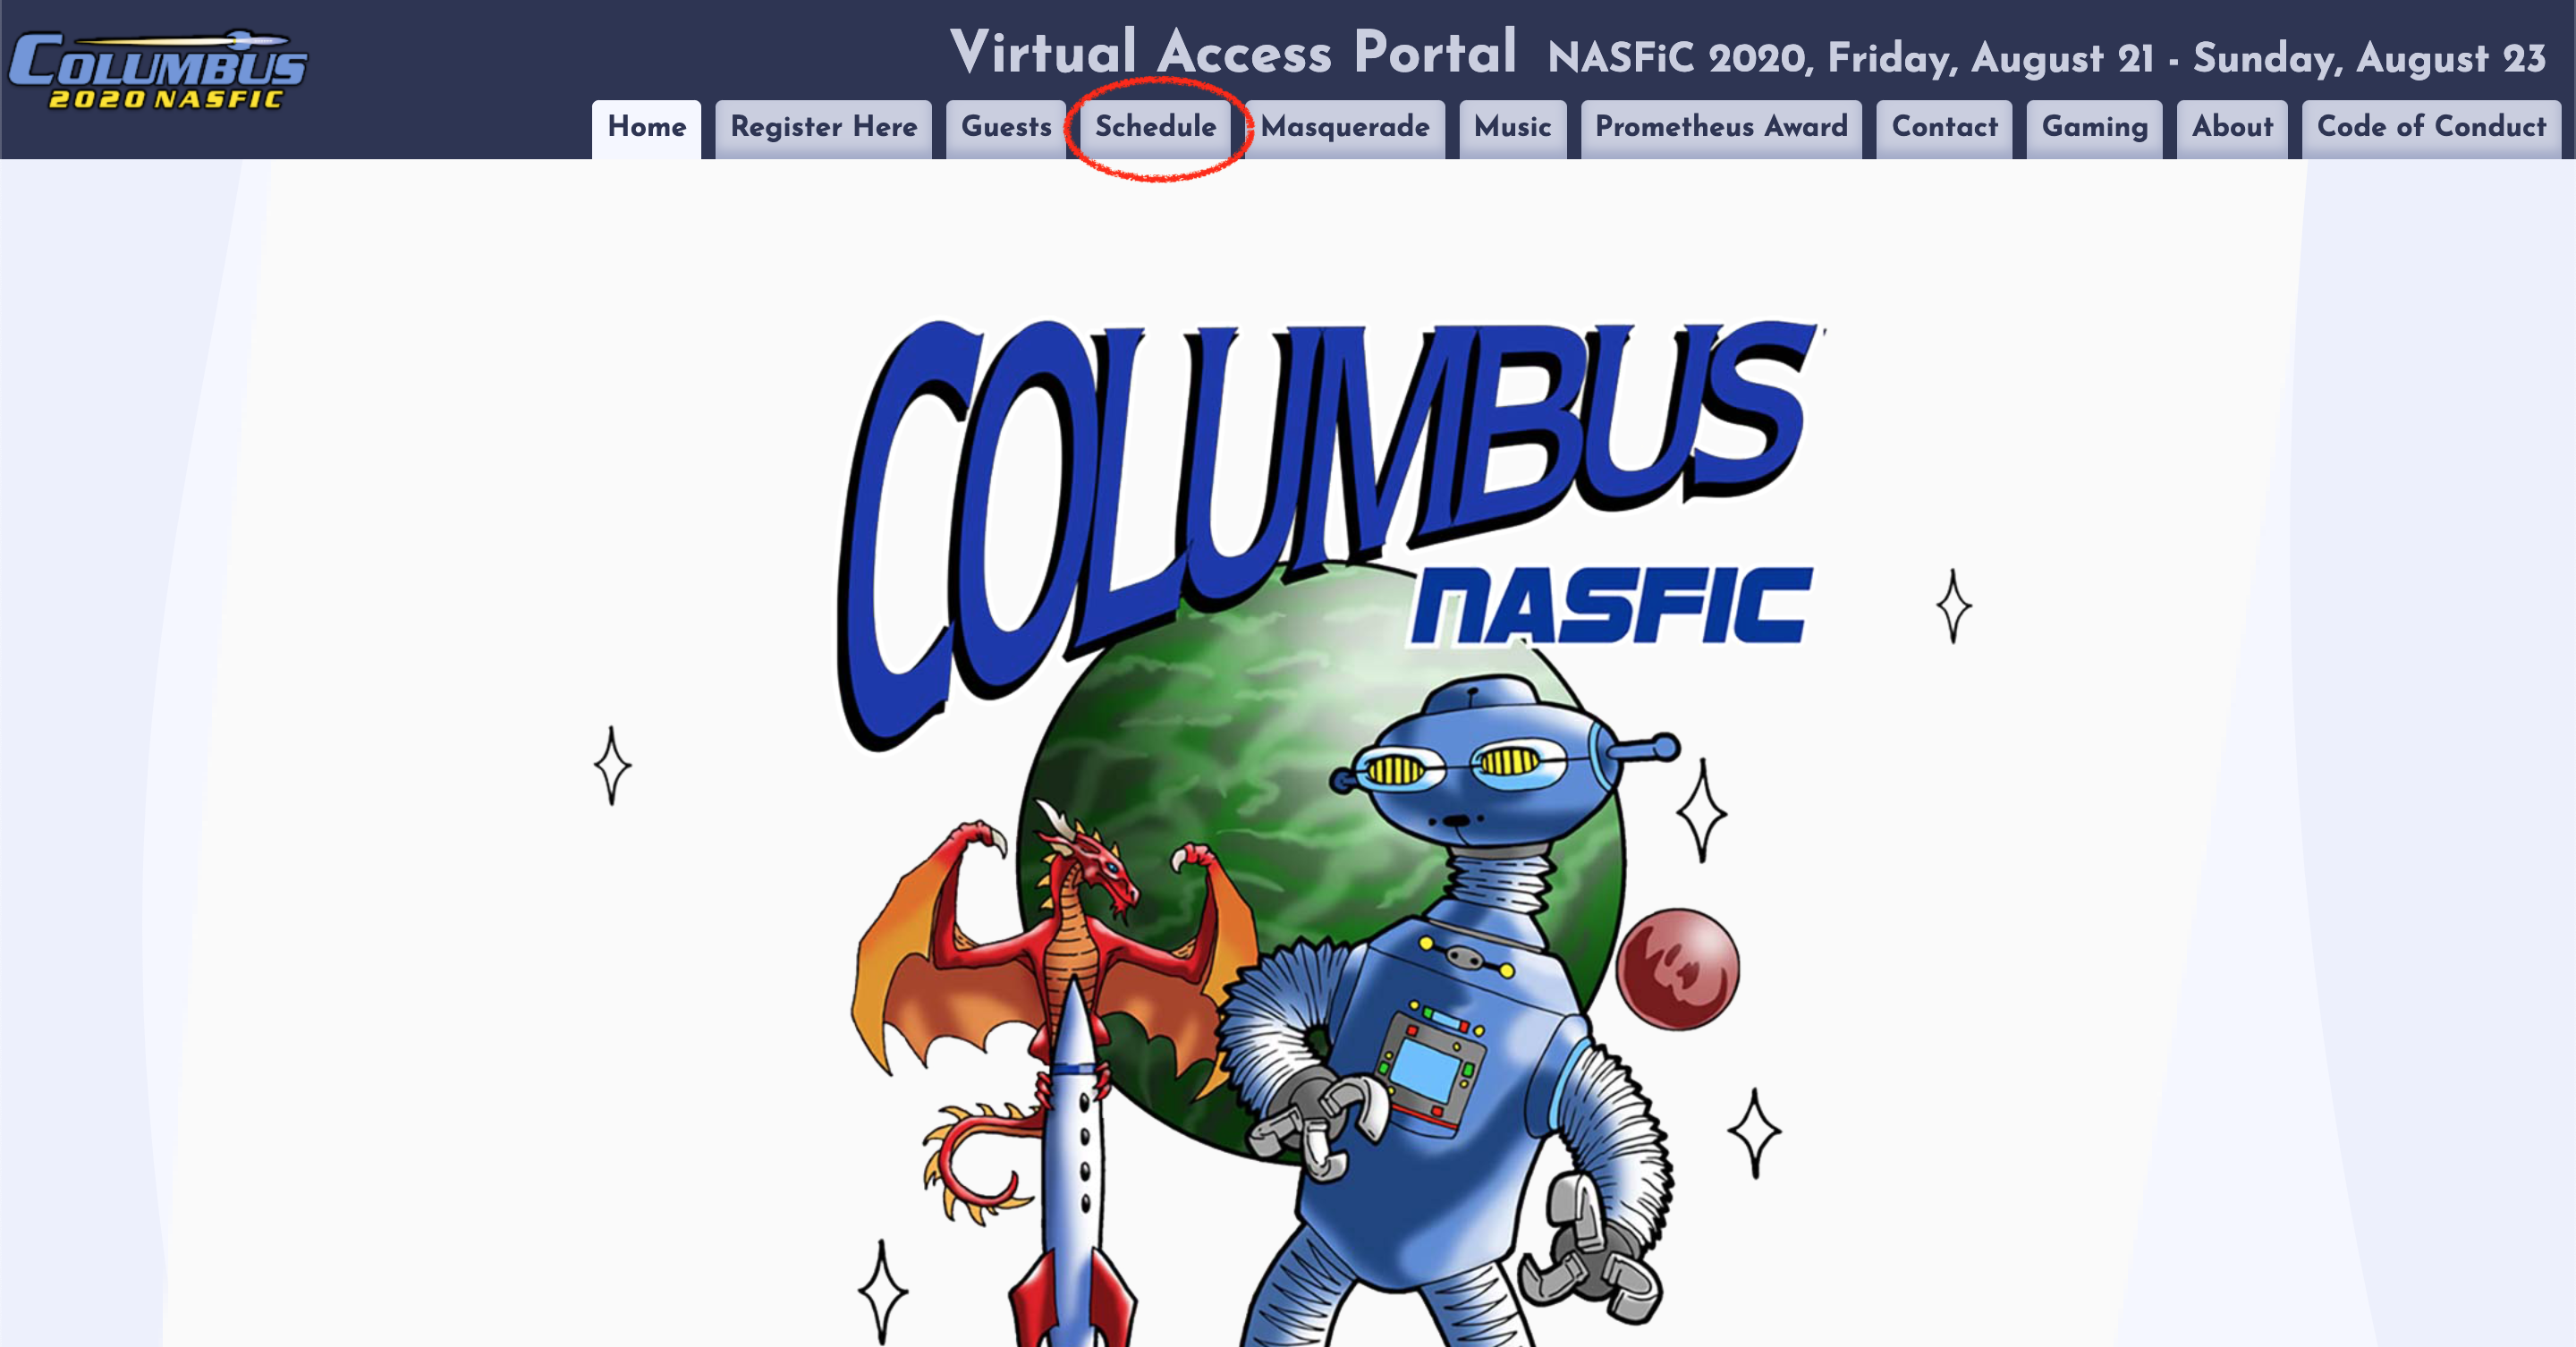 COLUMBUS
2020 NASFIC
Virtual Access Portal NASFiC 2020, Friday, August 21 - Sunday, August 23
Home Register Here Guests Schedule Masquerade Music Prometheus Award Contact Gaming About Code of Conduct
COLUMBUS
NASFIC